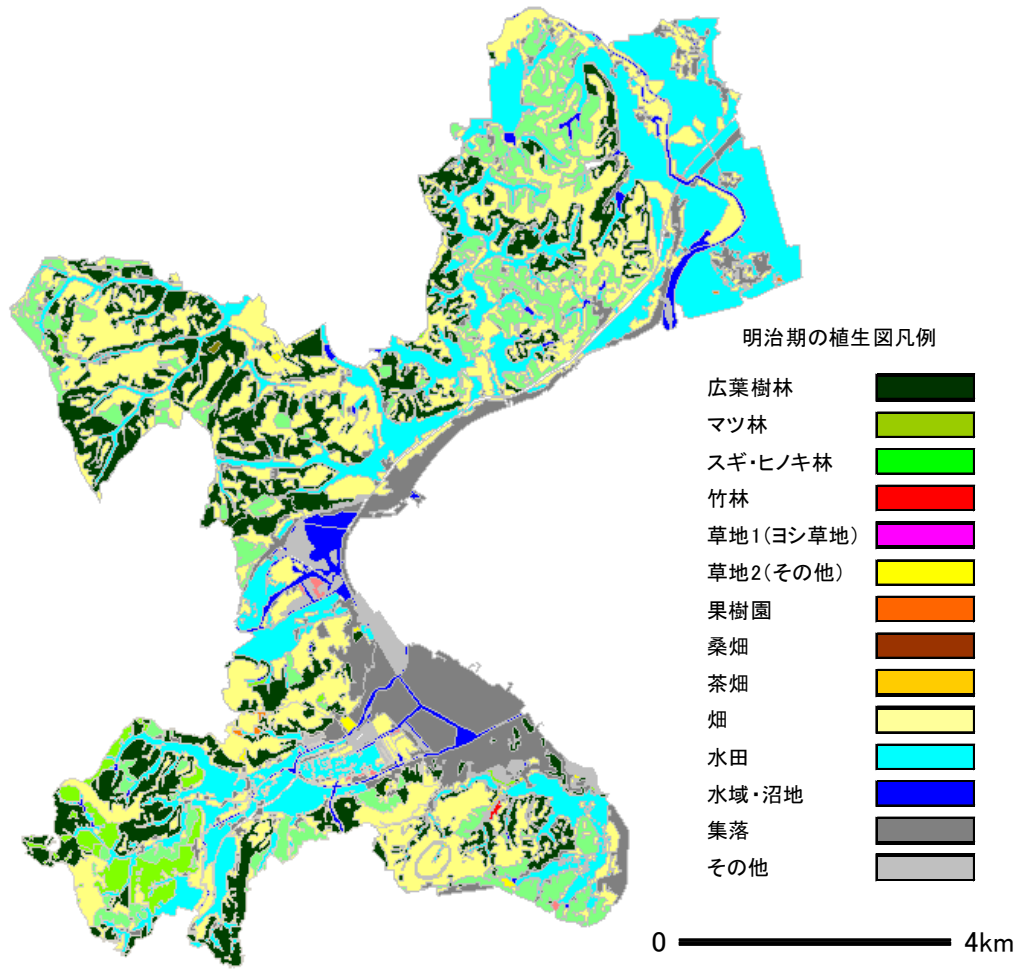 明治期の植生図凡例
広葉樹林
マツ林
スギ・ヒノキ林
竹林
草地1(ヨシ草地)
草地2(その他)
果樹園
桑畑
茶畑
畑
水田
水域・沼地
集落
その他
0 4km